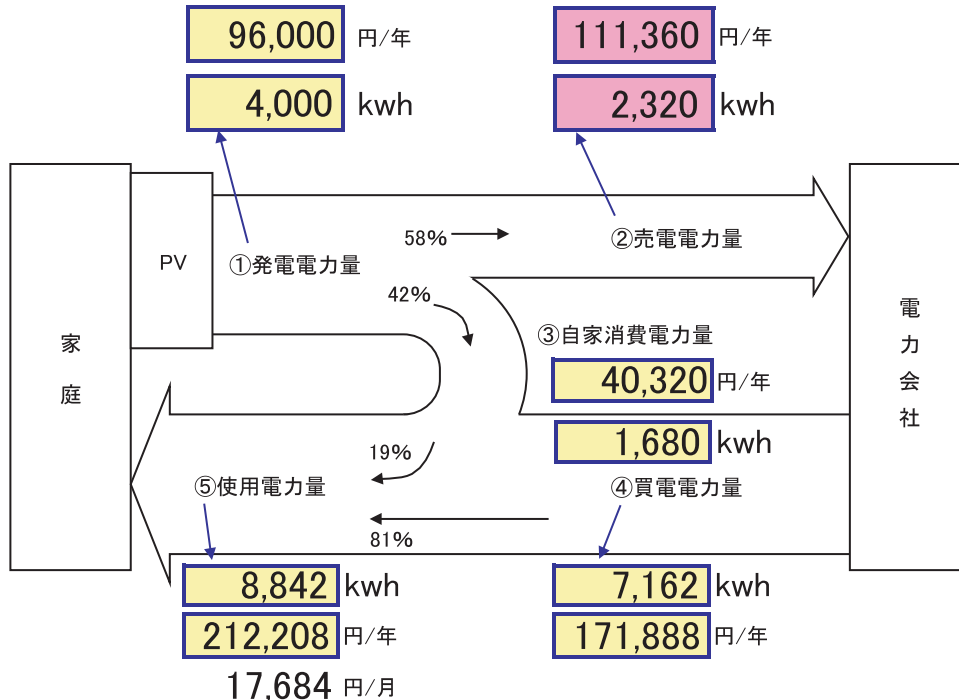 96,000 円/年
111,360 円/年
4,000 kwh
2,320 kwh
家庭
PV
①発電電力量
58%
②売電電力量
42%
③自家消費電力量
40,320 円/年
1,680 kwh
電力会社
19%
⑤使用電力量
④買電電力量
81%
8,842 kwh
7,162 kwh
212,208 円/年
171,888 円/年
17,684 円/月